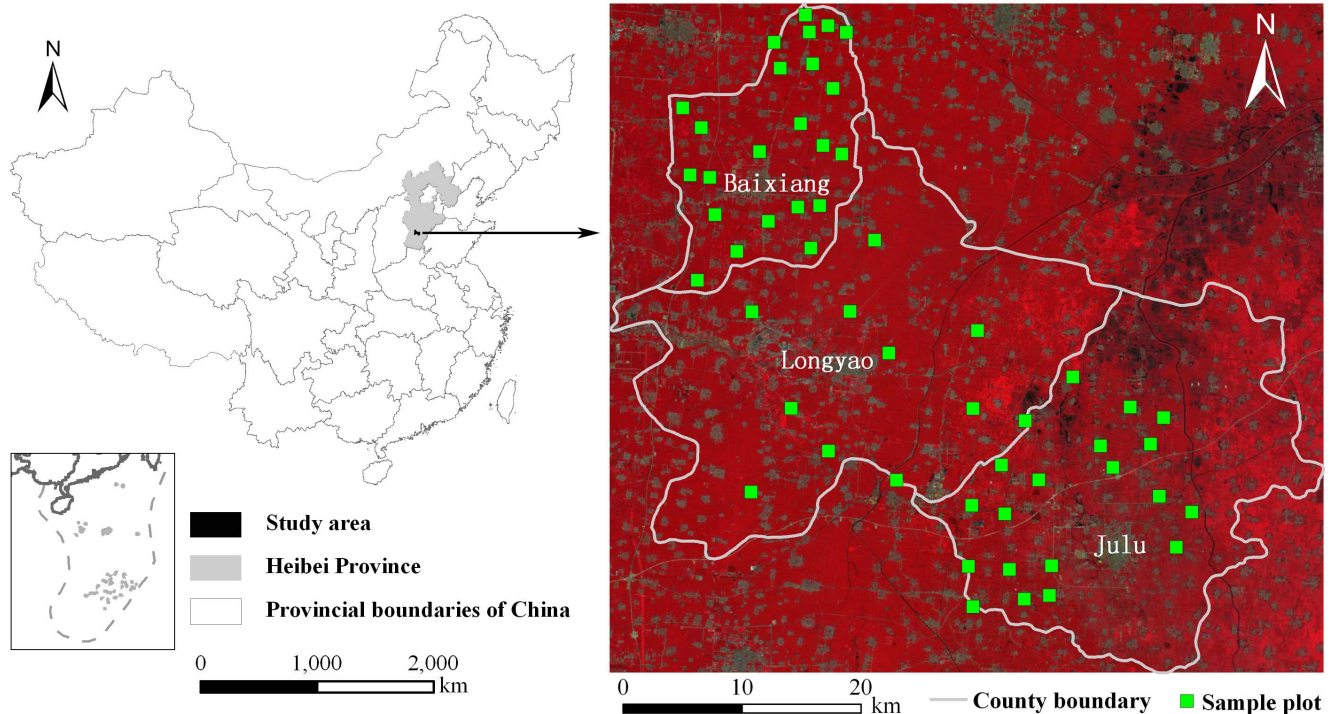 N
Study area
Heibei Province
Provincial boundaries of China
0 1,000 2,000
km
N
Baixiang
Longyao
Julu
0 10 20
km
County boundary
Sample plot